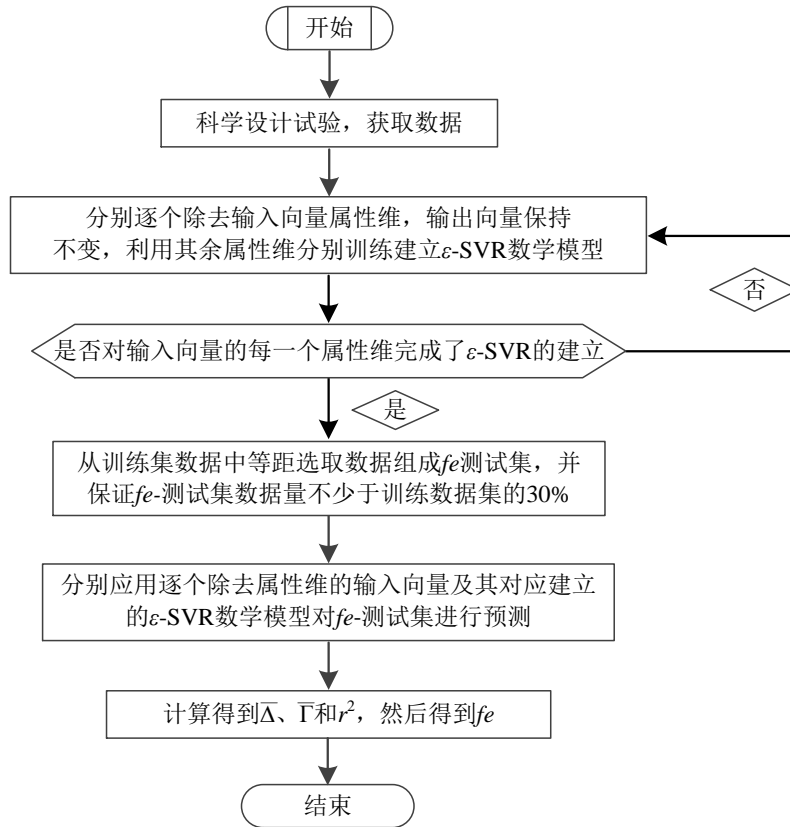 开始
科学设计试验，获取数据
分别逐个除去输入向量属性维，输出向量保持
不变，利用其余属性维分别训练建立ε-SVR数学模型
否
是否对输入向量的每一个属性维完成了ε-SVR的建立
是
从训练集数据中等距选取数据组成fe测试集，并
保证fe-测试集数据量不少于训练数据集的30%
分别应用逐个除去属性维的输入向量及其对应建立
的ε-SVR数学模型对fe-测试集进行预测
计算得到Δ̅、Γ̅和r²，然后得到fe
结束